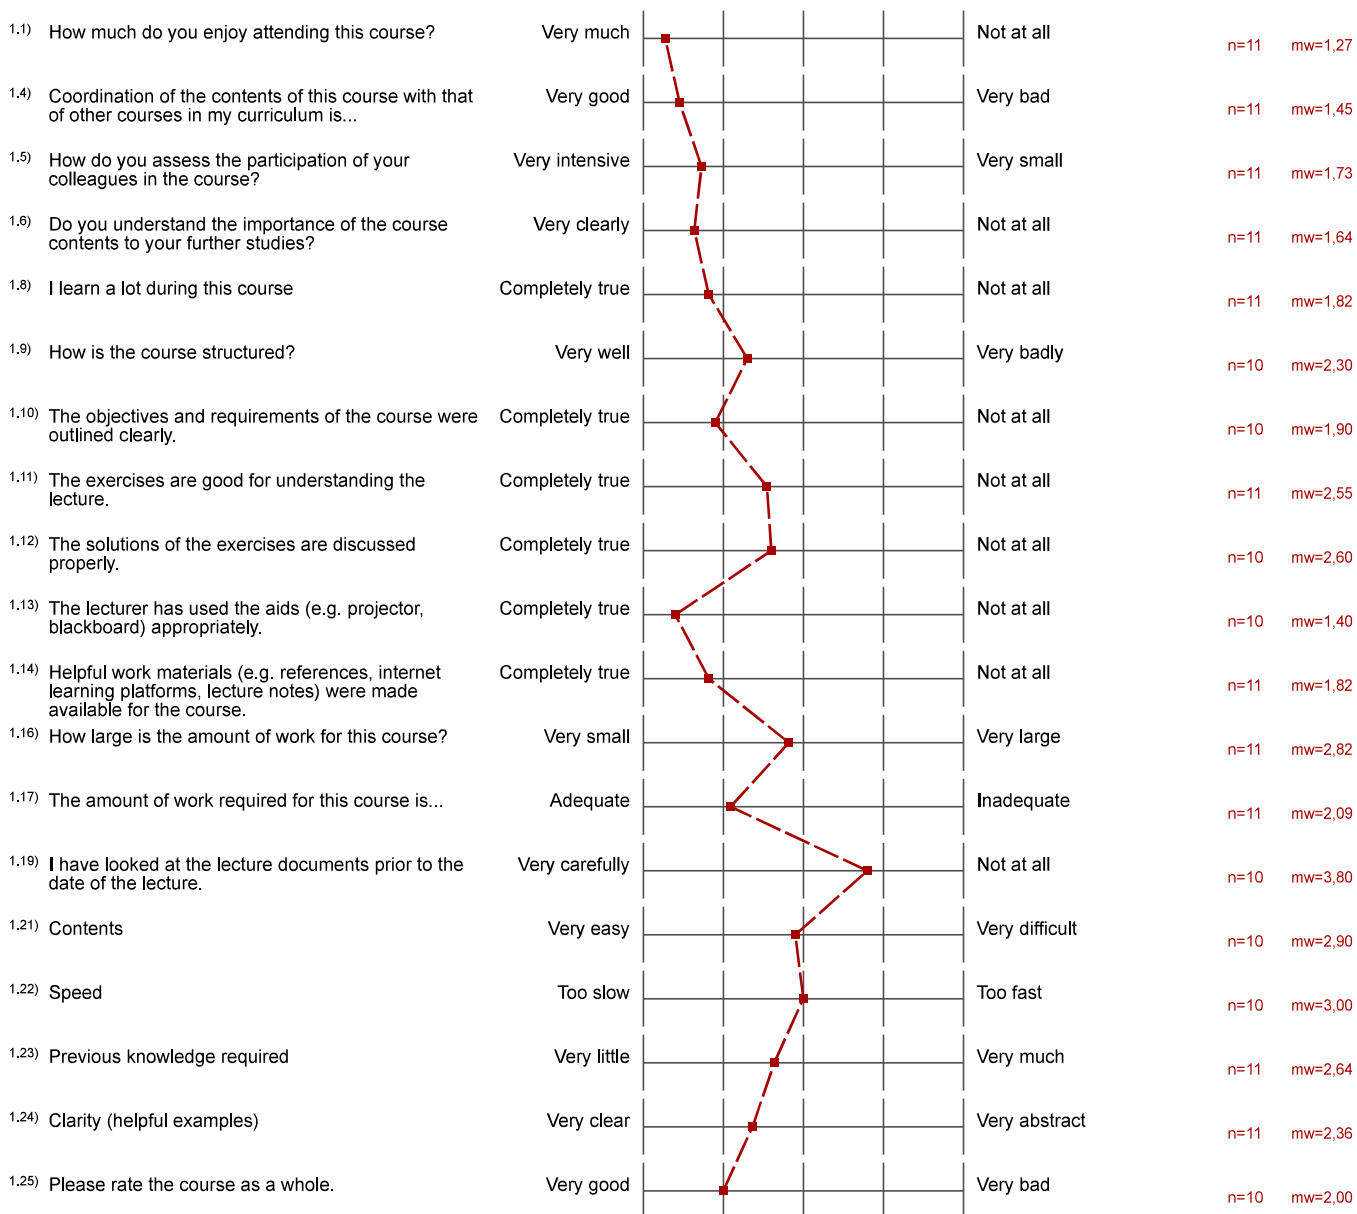 1.1) How much do you enjoy attending this course? Very much Not at all n=11 mw=1,27
1.4) Coordination of the contents of this course with that Very good Very bad n=11 mw=1,45
of other courses in my curriculum is...
1.5) How do you assess the participation of your Very intensive Very small n=11 mw=1,73
colleagues in the course?
1.6) Do you understand the importance of the course Very clearly Not at all n=11 mw=1,64
contents to your further studies?
1.8) I learn a lot during this course Completely true Not at all n=11 mw=1,82
1.9) How is the course structured? Very well Very badly n=10 mw=2,30
1.10) The objectives and requirements of the course were Completely true Not at all n=10 mw=1,90
outlined clearly.
1.11) The exercises are good for understanding the Completely true Not at all n=11 mw=2,55
lecture.
1.12) The solutions of the exercises are discussed Completely true Not at all n=10 mw=2,60
properly.
1.13) The lecturer has used the aids (e.g. projector, Completely true Not at all n=10 mw=1,40
blackboard) appropriately.
1.14) Helpful work materials (e.g. references, internet Completely true Not at all n=11 mw=1,82
learning platforms, lecture notes) were made
available for the course.
1.16) How large is the amount of work for this course? Very small Very large n=11 mw=2,82
1.17) The amount of work required for this course is... Adequate Inadequate n=11 mw=2,09
1.19) I have looked at the lecture documents prior to the Very carefully Not at all n=10 mw=3,80
date of the lecture.
1.21) Contents Very easy Very difficult n=10 mw=2,90
1.22) Speed Too slow Too fast n=10 mw=3,00
1.23) Previous knowledge required Very little Very much n=11 mw=2,64
1.24) Clarity (helpful examples) Very clear Very abstract n=11 mw=2,36
1.25) Please rate the course as a whole. Very good Very bad n=10 mw=2,00